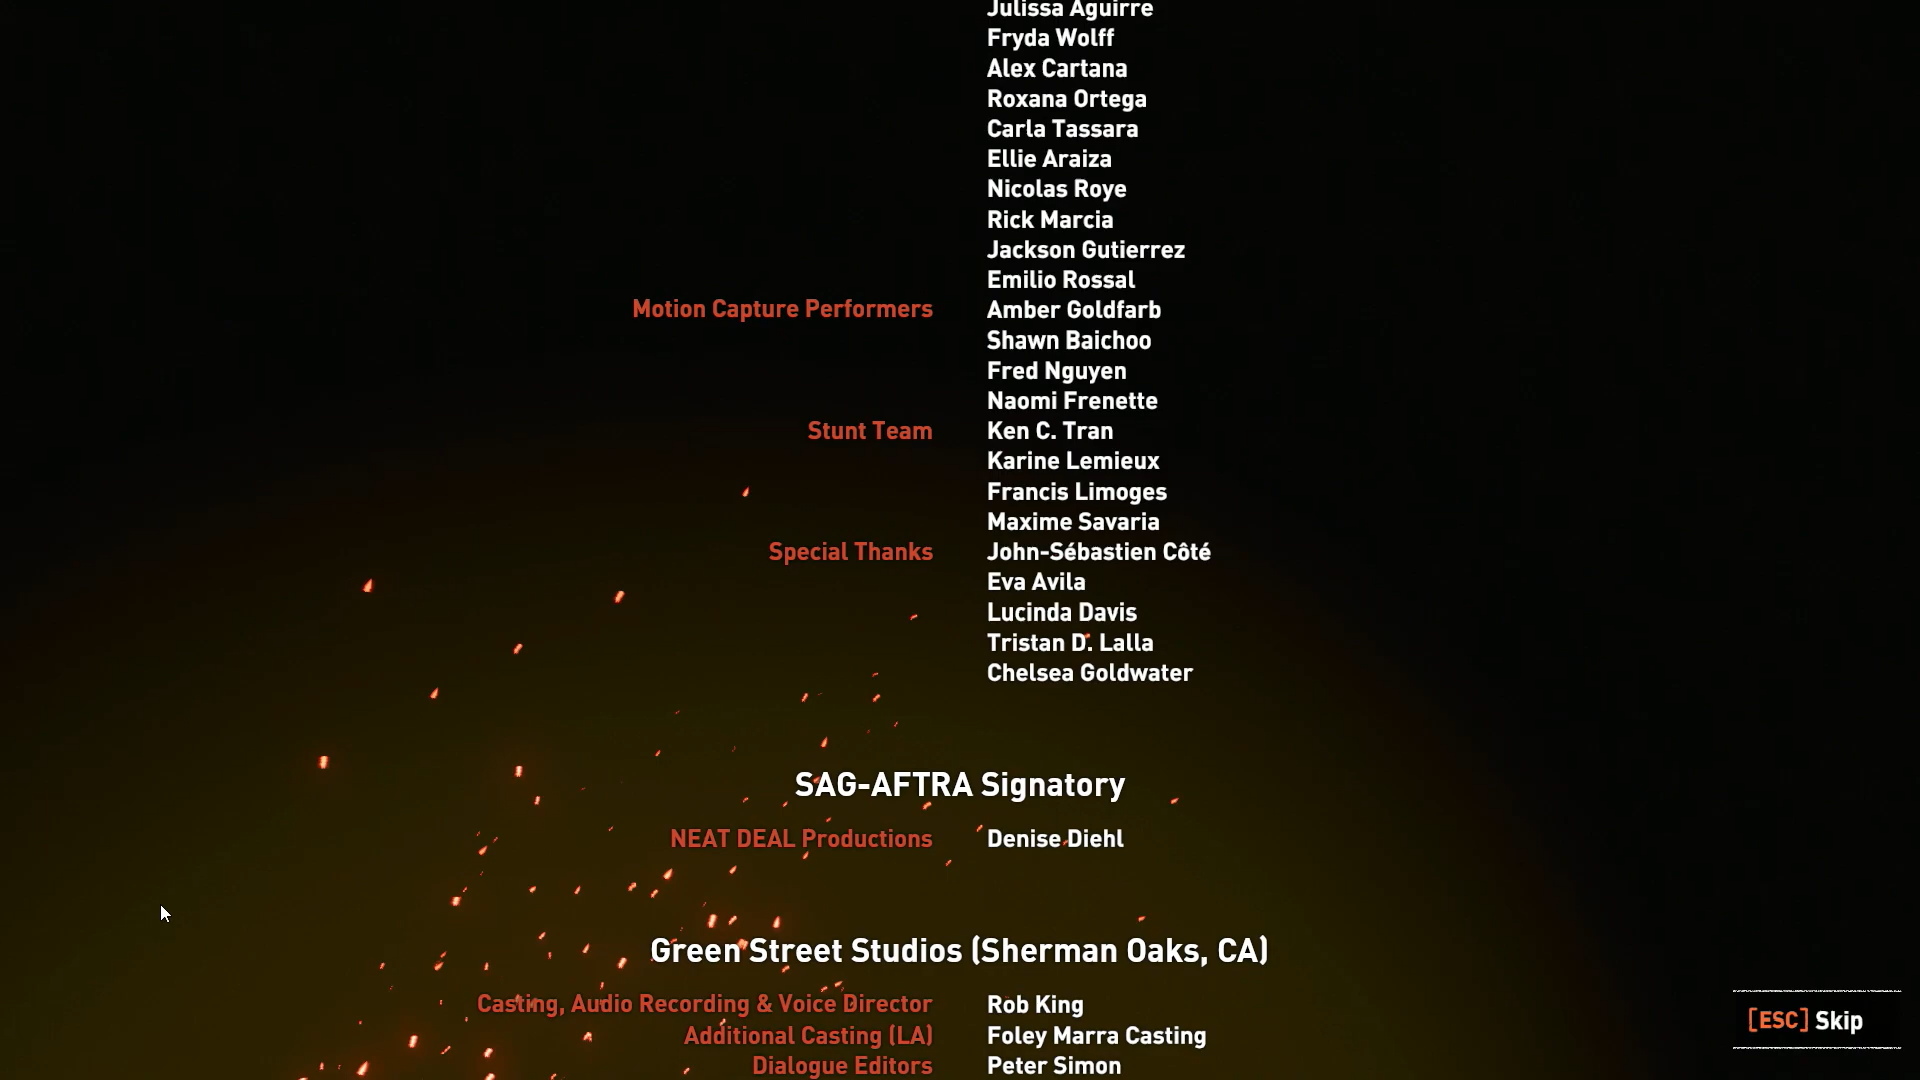 Julissa Aguirre
Fryda Wolff
Alex Cartana
Roxana Ortega
Carla Tassara
Ellie Araiza
Nicolas Roye
Rick Marcia
Jackson Gutierrez
Emilio Rossal
Motion Capture Performers Amber Goldfarb
Shawn Baichoo
Fred Nguyen
Naomi Frenette
Stunt Team Ken C. Tran
Karine Lemieux
Francis Limoges
Maxime Savaria
Special Thanks John-Sébastien Côté
Eva Avila
Lucinda Davis
Tristan D. Lalla
Chelsea Goldwater
SAG-AFTRA Signatory
NEAT DEAL Productions Denise Diehl
Green Street Studios (Sherman Oaks, CA)
Casting, Audio Recording & Voice Director Rob King
Additional Casting (LA) Foley Marra Casting
Dialogue Editors Peter Simon
[ESC] Skip